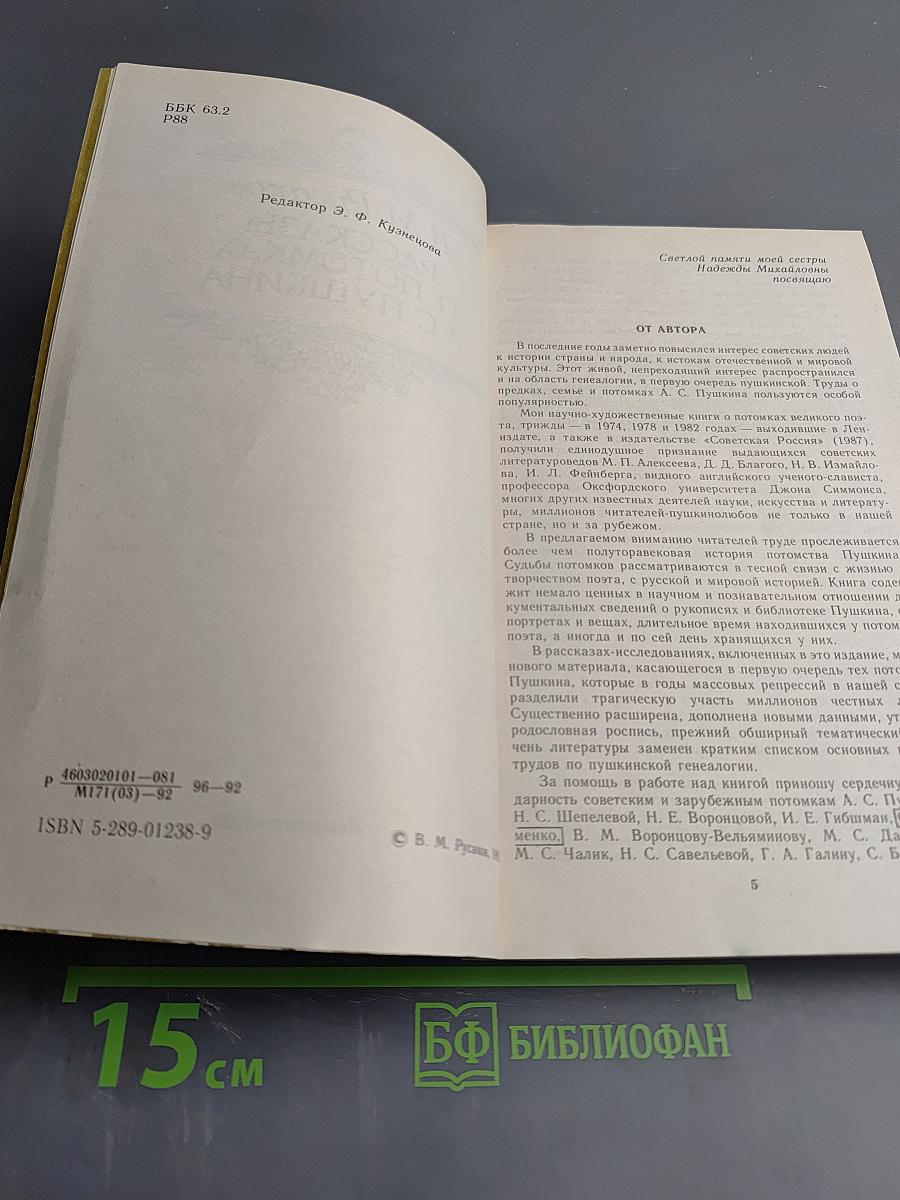 ББК 63.2
Р88
Редактор Э. Ф. Кузнецова
Р 4603020101—081
М171(03)—92 96—92
ISBN 5-289-01238-9
© В. М. Русаков,
Светлой памяти моей сестры
Надежды Михайловны
посвящаю
ОТ АВТОРА
В последние годы заметно повысился интерес советских людей
к истории страны и народа, к истокам отечественной и мировой
культуры. Этот живой, непреходящий интерес распространился
и на область генеалогии, в первую очередь пушкинской. Труды о
предках, семье и потомках А. С. Пушкина пользуются особой
популярностью.
Мои научно-художественные книги о потомках великого поэ-
та, трижды — в 1974, 1978 и 1982 годах — выходившие в Лен-
издате, а также в издательстве «Советская Россия» (1987),
получили единодушное признание выдающихся советских
литературоведов М. П. Алексеева, Д. Д. Благого, Н. В. Измайло-
ва, И. Л. Фейнберга, видного английского ученого-слависта,
профессора Оксфордского университета Джона Симмонса,
многих других известных деятелей науки, искусства и литерату-
ры, миллионов читателей-пушкинолюбов не только в нашей
стране, но и за рубежом.
В предлагаемом вниманию читателей труде прослеживается
более чем полуторавековая история потомства Пушкина
Судьбы потомков рассматриваются в тесной связи с жизнью
творчеством поэта, с русской и мировой историей. Книга содер
жит немало ценных в научном и познавательном отношении д
кументальных сведений о рукописях и библиотеке Пушкина,
портретах и вещах, длительное время находившихся у потом
поэта, а иногда и по сей день хранящихся у них.
В рассказах-исследованиях, включенных в это издание, м
нового материала, касающегося в первую очередь тех пото
Пушкина, которые в годы массовых репрессий в нашей с
разделили трагическую участь миллионов честных л
Существенно расширена, дополнена новыми данными, ут
родословная роспись, прежний обширный тематический
чень литературы заменен кратким списком основных
трудов по пушкинской генеалогии.
За помощь в работе над книгой приношу сердечну
дарность советским и зарубежным потомкам А. С. Пу
Н. С. Шепелевой, Н. Е. Воронцовой, И. Е. Гибшман,
менко, В. М. Воронцову-Вельяминову, М. С. Да
М. С. Чалик, Н. С. Савельевой, Г. А. Галину, С. Б
5
15 см
БФ БИБЛИОФАН